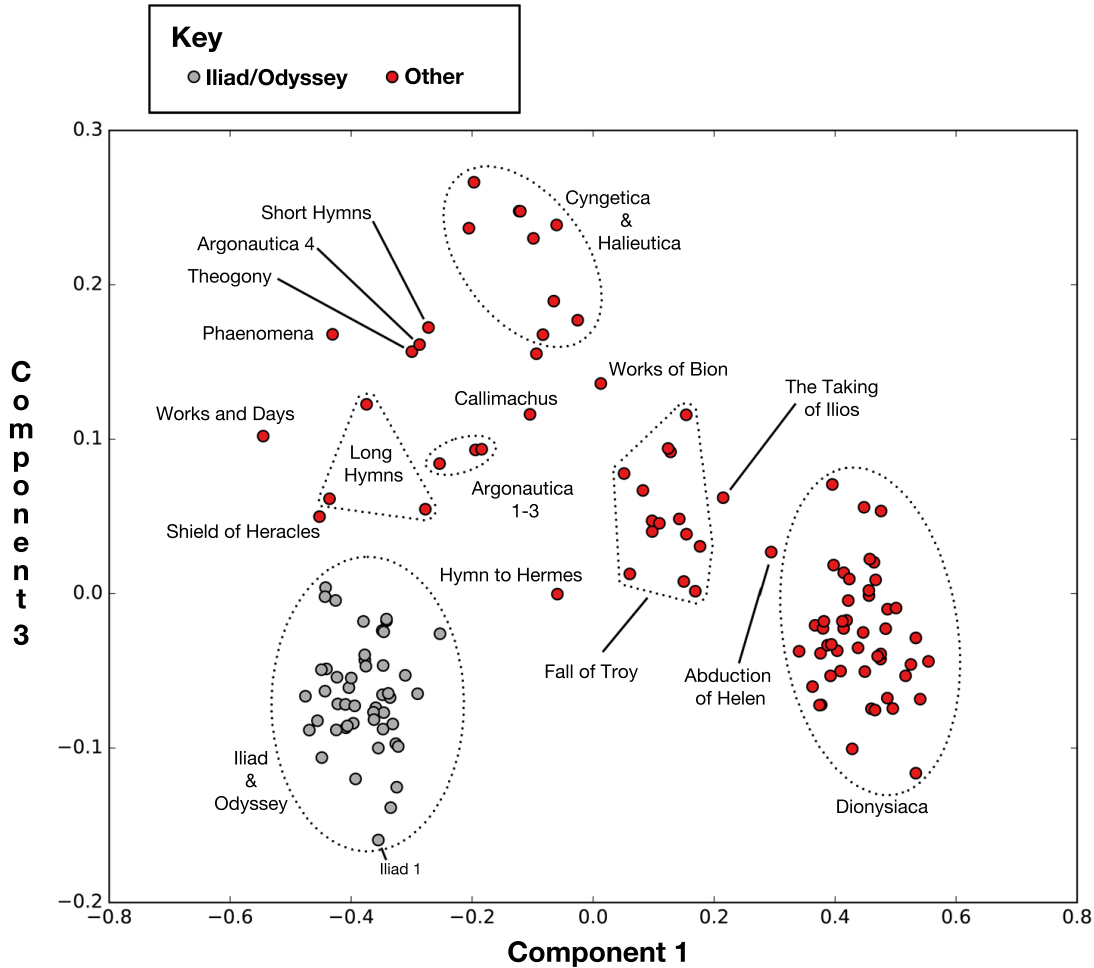 Key
Iliad/Odyssey Other
0.3
0.2
0.1
0.0
−0.1
−0.2
Component 3
Short Hymns
Argonautica 4
Theogony
Phaenomena
Cyngetica
&
Halieutica
Works of Bion
The Taking
of Ilios
Callimachus
Works and Days
Long
Hymns
Argonautica
1-3
Shield of Heracles
Hymn to Hermes
Fall of Troy
Abduction
of Helen
Iliad
&
Odyssey
Dionysiaca
Iliad 1
−0.8 −0.6 −0.4 −0.2 0.0 0.2 0.4 0.6 0.8
Component 1